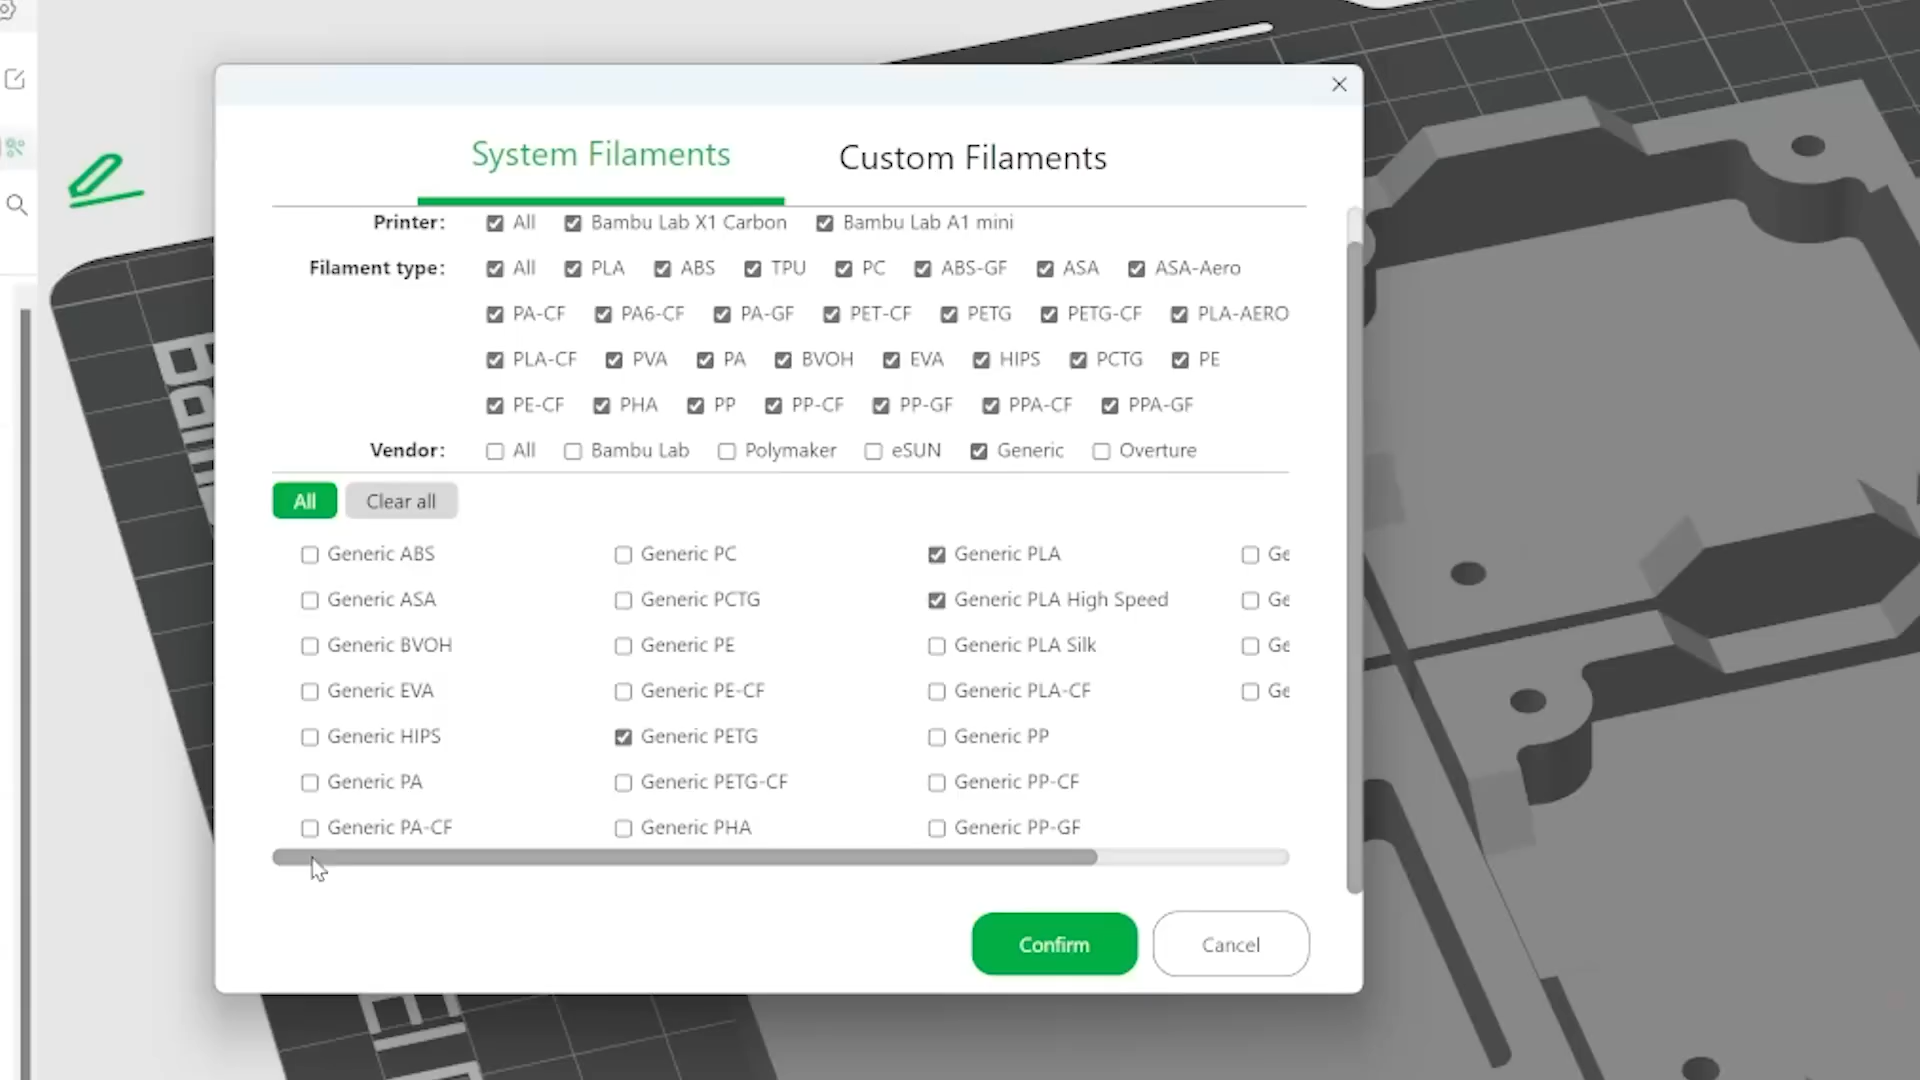 System Filaments Custom Filaments
Printer: All Bambu Lab X1 Carbon Bambu Lab A1 mini
Filament type: All PLA ABS TPU PC ABS-GF ASA ASA-Aero
PA-CF PA6-CF PA-GF PET-CF PETG PETG-CF PLA-AERO
PLA-CF PVA PA BVOH EVA HIPS PCTG PE
PE-CF PHA PP PP-CF PP-GF PPA-CF PPA-GF
Vendor: All Bambu Lab Polymaker eSUN Generic Overture
All Clear all
Generic ABS Generic PC Generic PLA Ge
Generic ASA Generic PCTG Generic PLA High Speed Ge
Generic BVOH Generic PE Generic PLA Silk Ge
Generic EVA Generic PE-CF Generic PLA-CF Ge
Generic HIPS Generic PETG Generic PP
Generic PA Generic PETG-CF Generic PP-CF
Generic PA-CF Generic PHA Generic PP-GF
Confirm Cancel